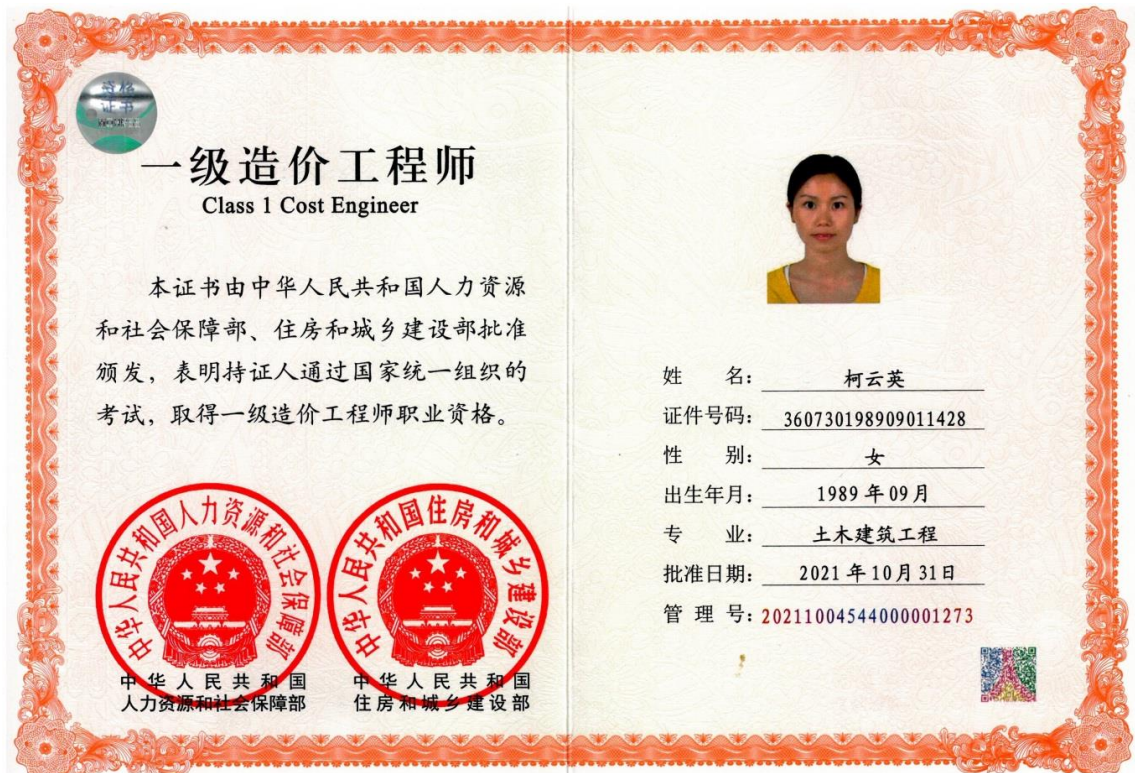 资格
证书
一级造价工程师
Class 1 Cost Engineer
本证书由中华人民共和国人力资源
和社会保障部、住房和城乡建设部批准
颁发，表明持证人通过国家统一组织的
考试，取得一级造价工程师职业资格。
中华人民共和国人力资源和社会保障部
中华人民共和国住房和城乡建设部
中华人民共和国
人力资源和社会保障部
中华人民共和国
住房和城乡建设部
姓 名：柯云英
证件号码：360730198909011428
性 别：女
出生年月：1989年09月
专 业：土木建筑工程
批准日期：2021年10月31日
管 理 号：20211004544000001273